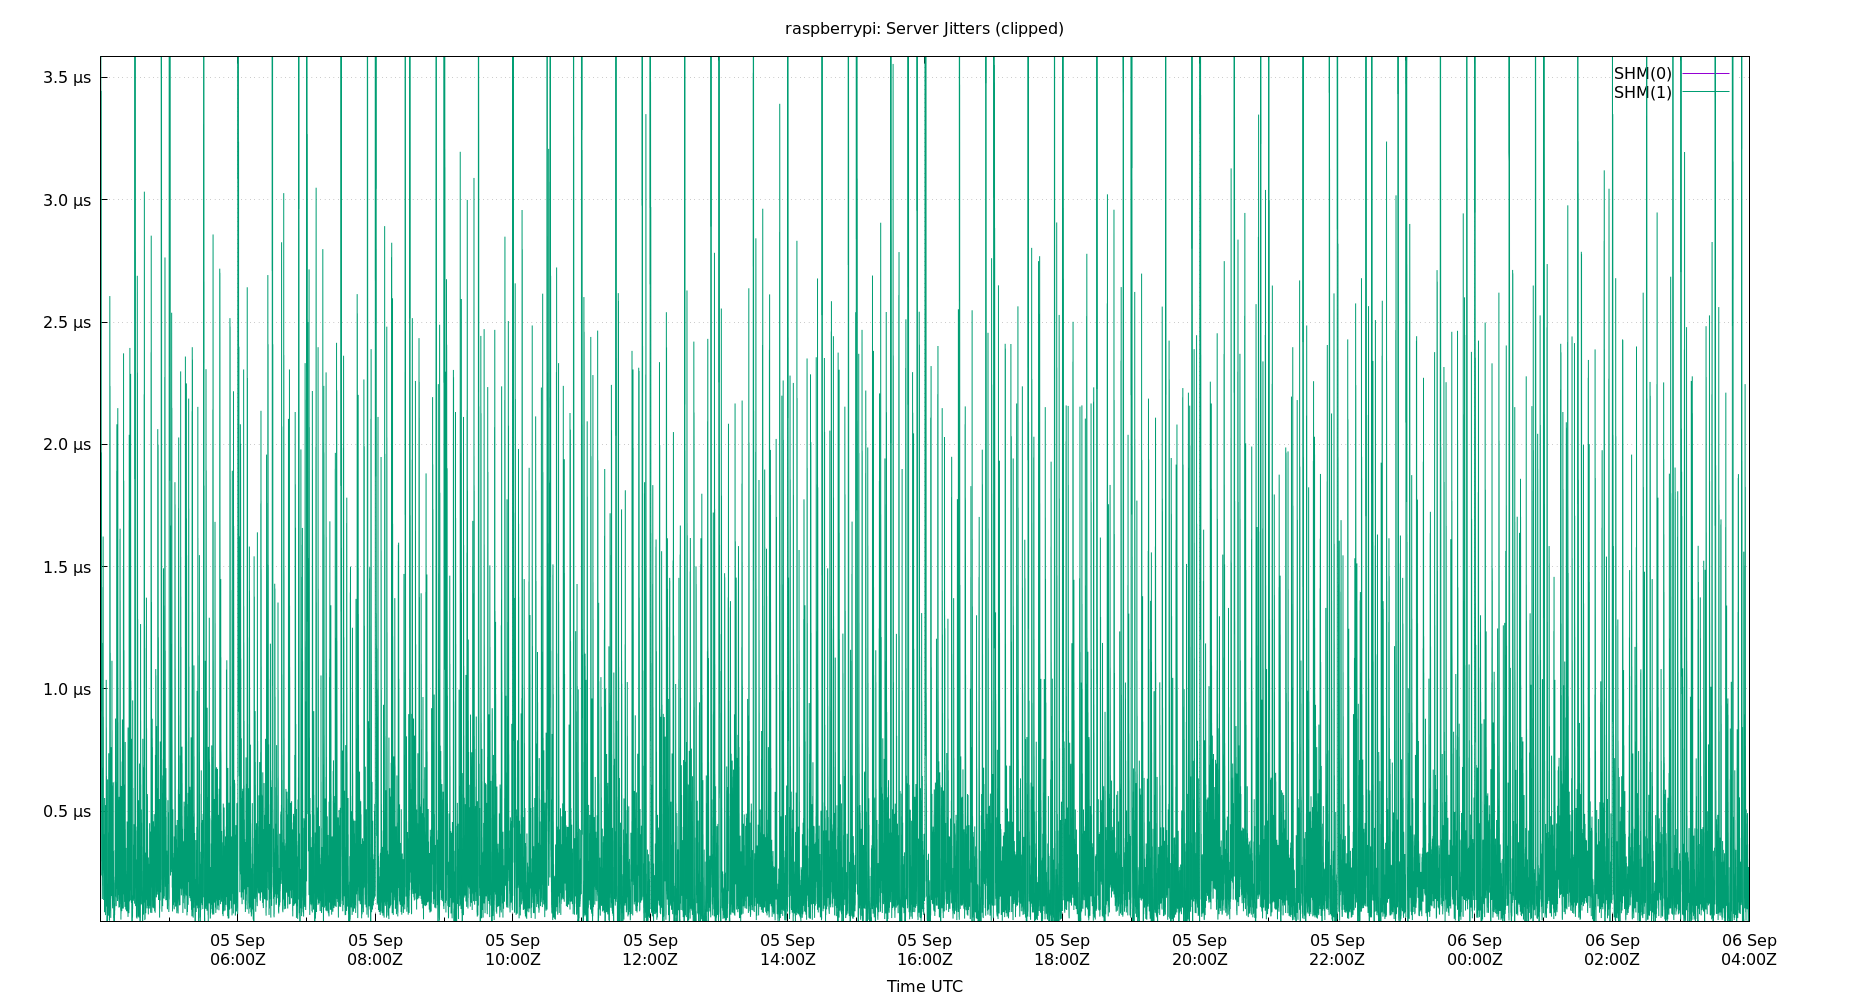 raspberrypi: Server Jitters (clipped)
3.5 µs
3.0 µs
2.5 µs
2.0 µs
1.5 µs
1.0 µs
0.5 µs
SHM(0)
SHM(1)
05 Sep 05 Sep 05 Sep 05 Sep 05 Sep 05 Sep 05 Sep 05 Sep 05 Sep 06 Sep 06 Sep 06 Sep
06:00Z 08:00Z 10:00Z 12:00Z 14:00Z 16:00Z 18:00Z 20:00Z 22:00Z 00:00Z 02:00Z 04:00Z
Time UTC